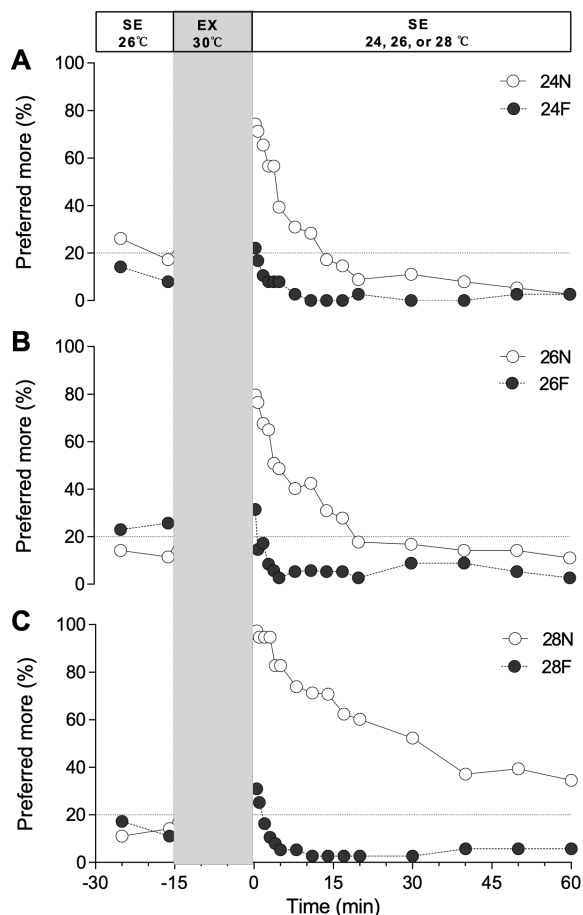 SE EX SE
26℃ 30℃ 24, 26, or 28 ℃
A
100
80
60
40
20
0
Preferred more (%)
24N
24F
B
100
80
60
40
20
0
Preferred more (%)
26N
26F
C
100
80
60
40
20
0
Preferred more (%)
28N
28F
-30 -15 0 15 30 45 60
Time (min)